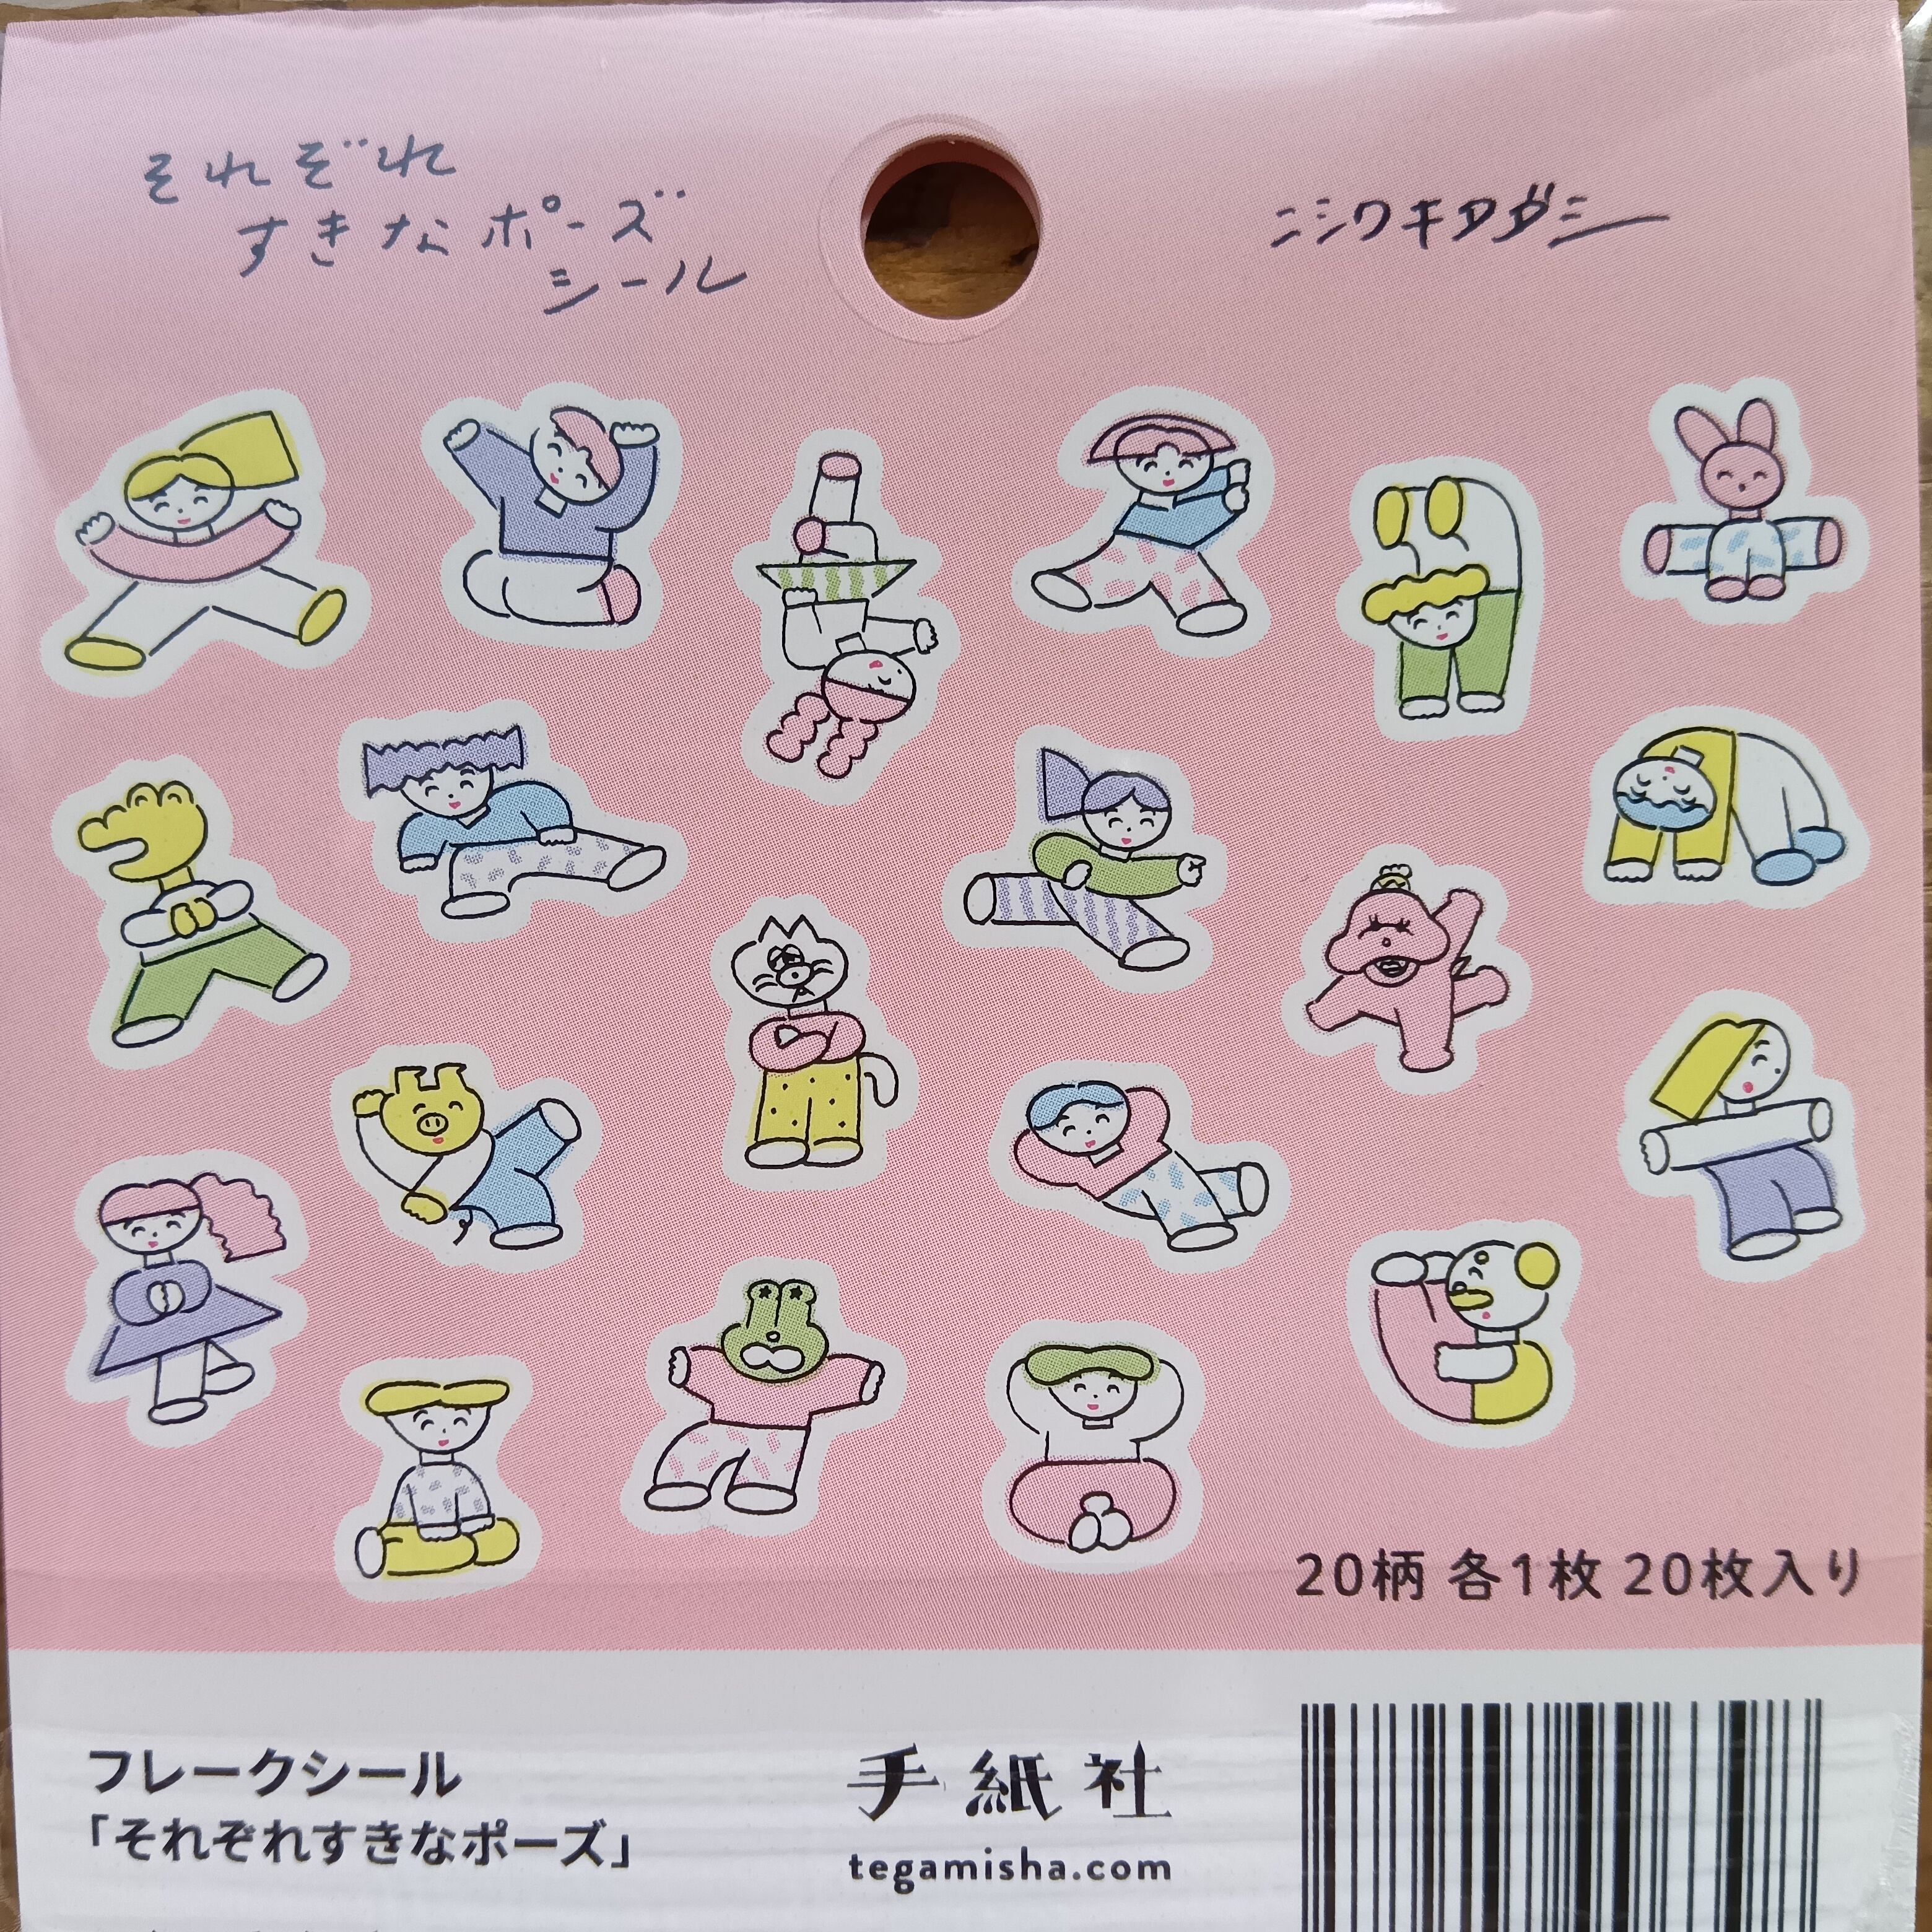 それぞれ
すきなポーズ
シール
ニシワキタダシ
20柄 各1枚 20枚入り
フレークシール
「それぞれすきなポーズ」
手紙社
tegamisha.com